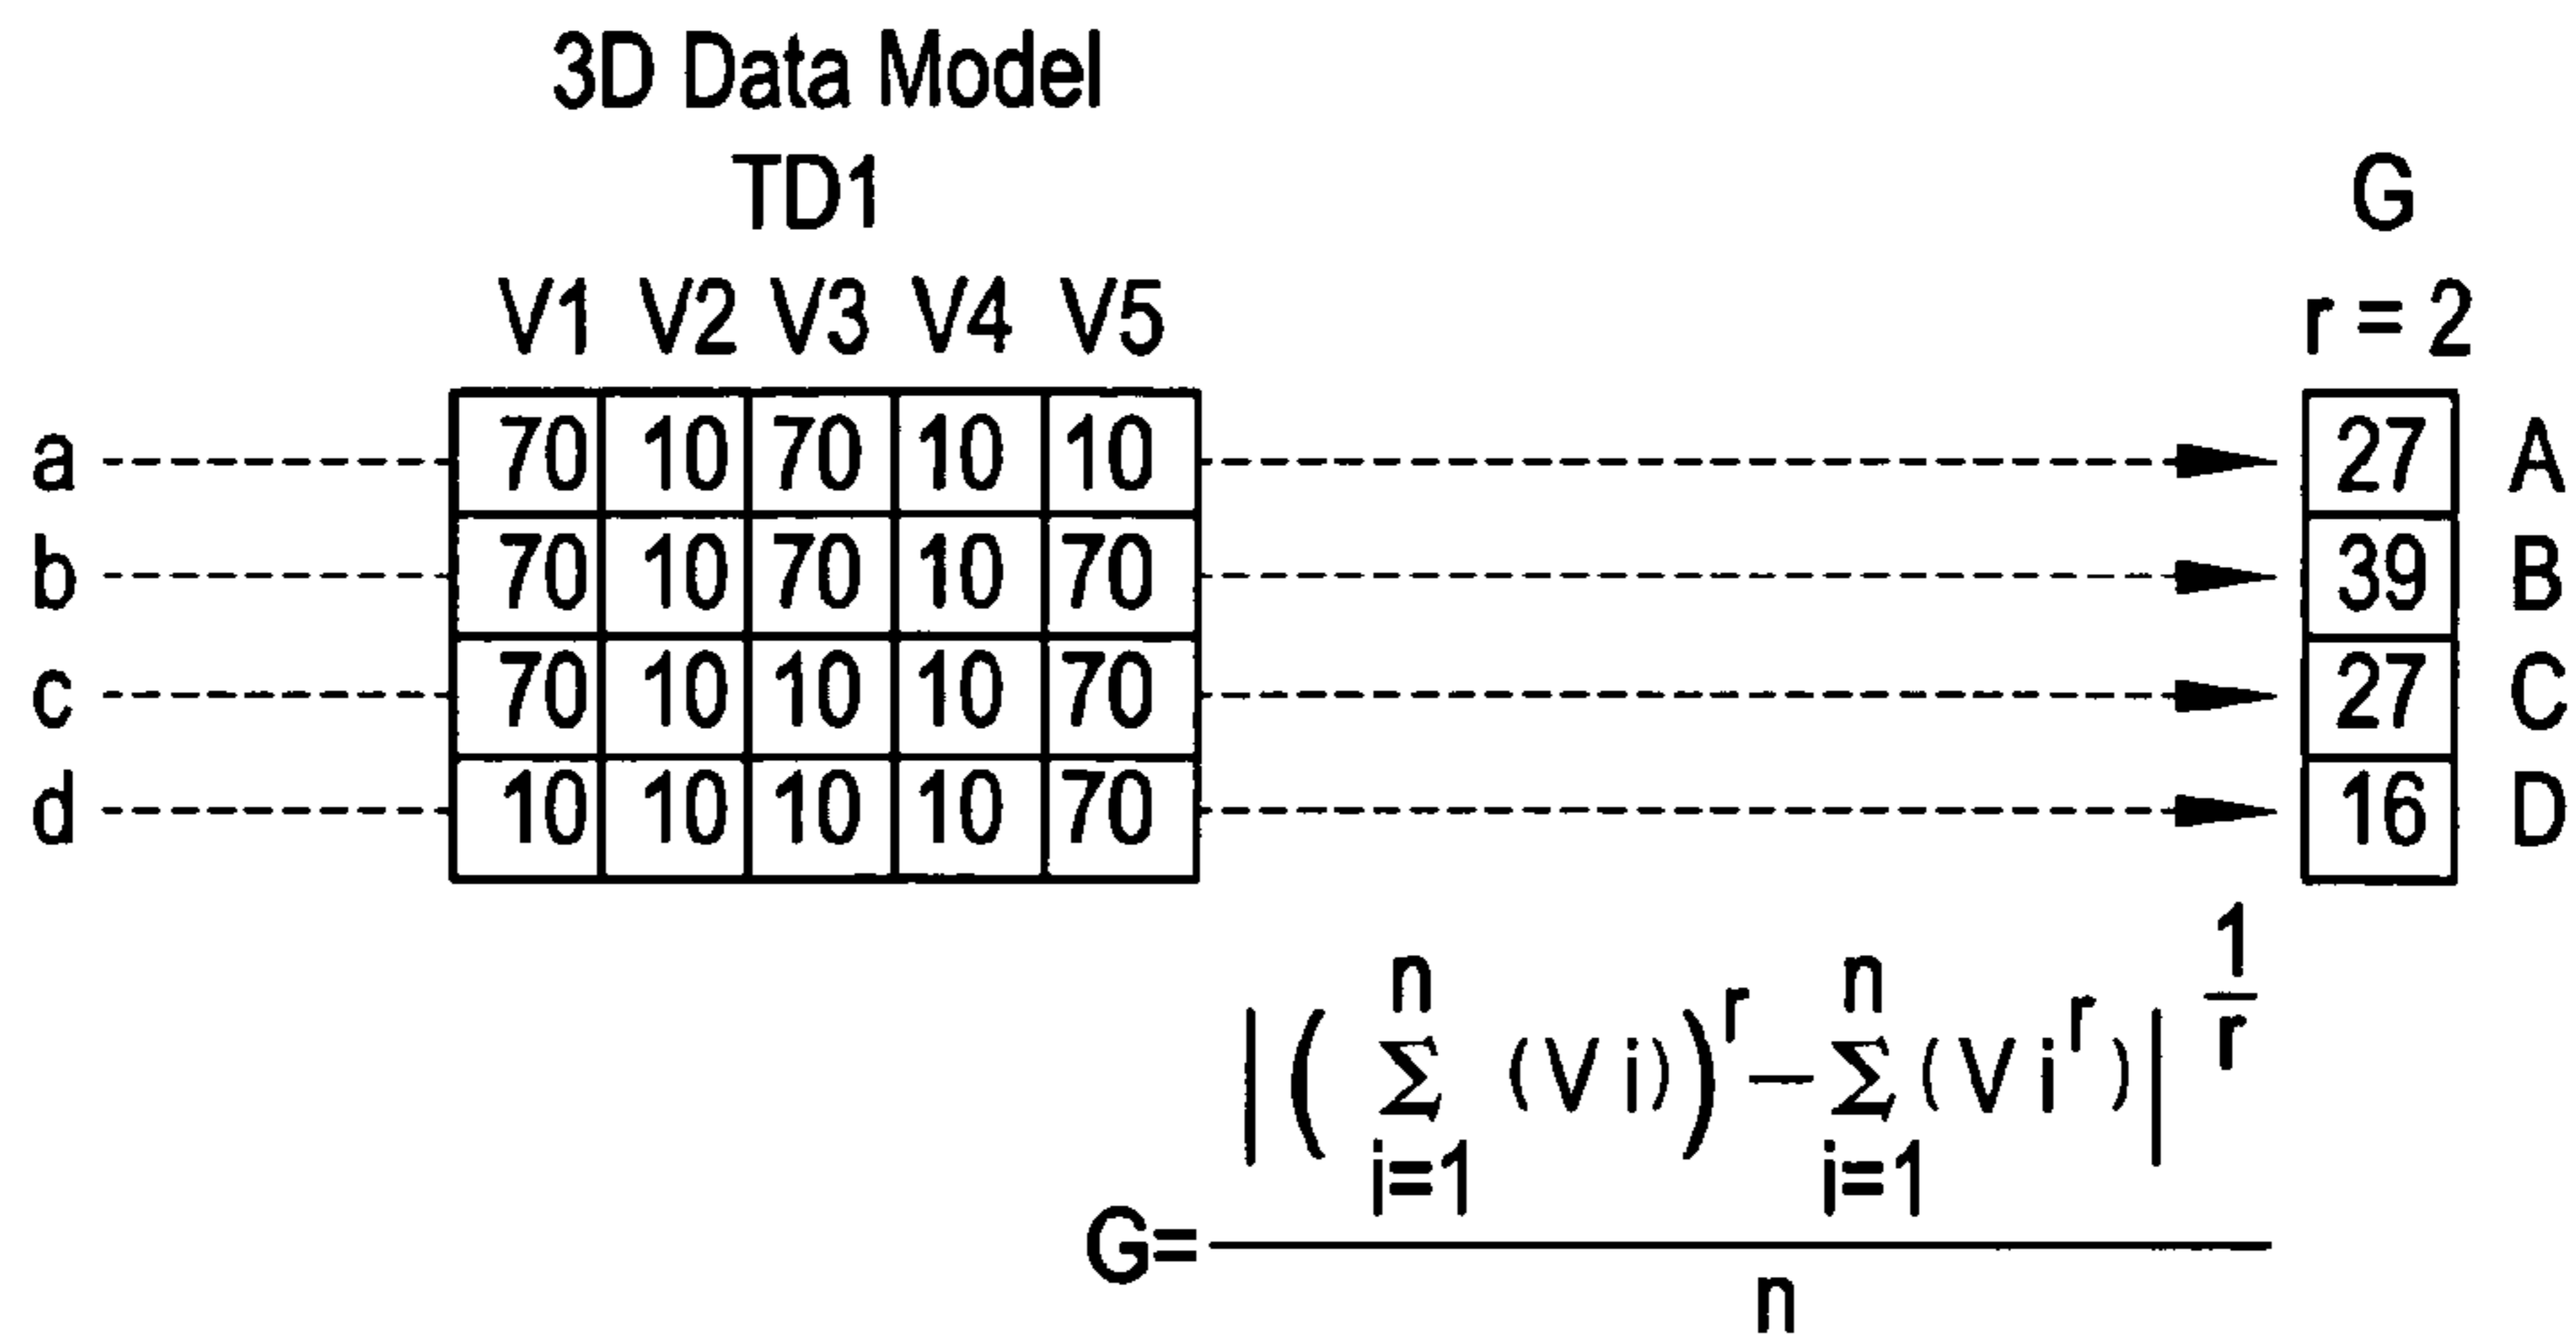 3D Data Model
TD1
G
V1 V2 V3 V4 V5
r = 2
a 70 10 70 10 10 27 A
b 70 10 70 10 70 39 B
c 70 10 10 10 70 27 C
d 10 10 10 10 70 16 D
G= |( n Σ i=1 (V i) )^r − n Σ i=1 (V i^r )|^1/r
n